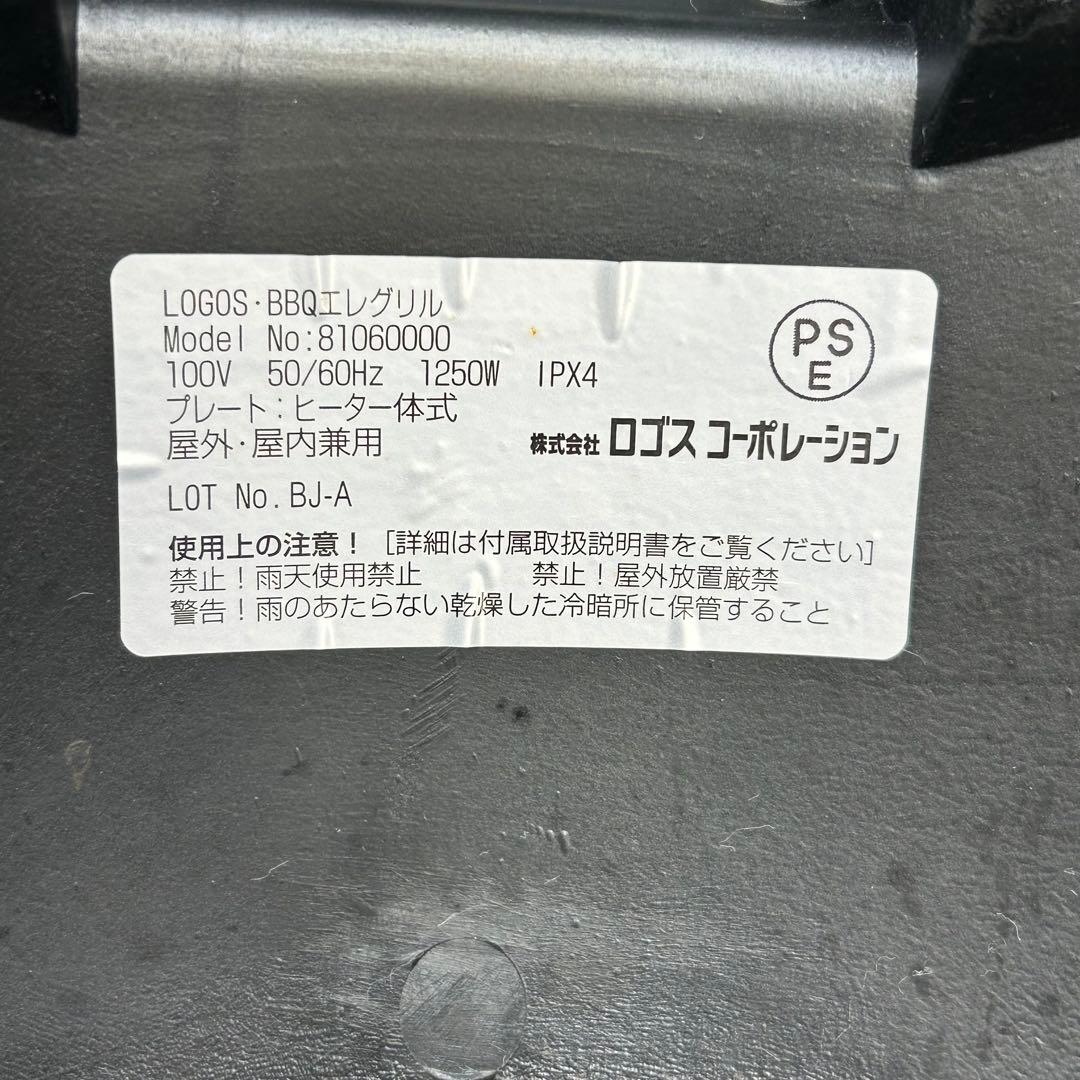 LOGOS・BBQエレグリル
Model No:81060000
100V 50/60Hz 1250W IPX4
プレート:ヒーター体式
屋外・屋内兼用
PS
E
株式会社 ロゴス コーポレーション
LOT No. BJ-A
使用上の注意! [詳細は付属取扱説明書をご覧ください]
禁止!雨天使用禁止 禁止!屋外放置厳禁
警告!雨のあたらない乾燥した冷暗所に保管すること